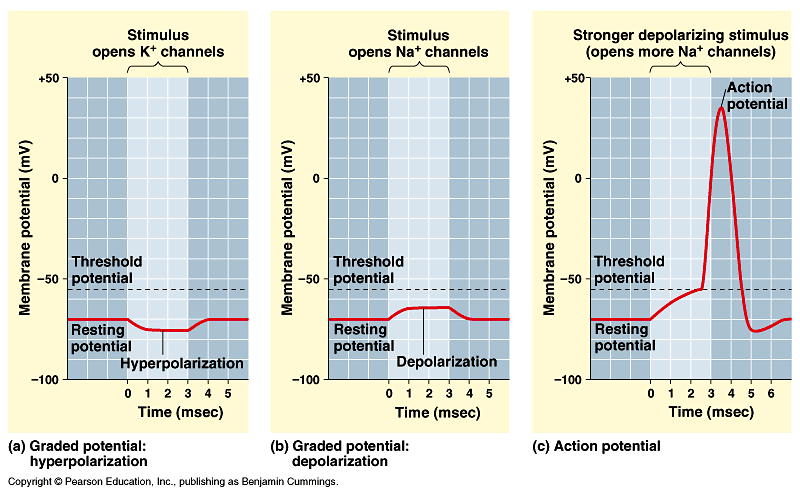 Stimulus
opens K⁺ channels
+50
0
−50
−100
Membrane potential (mV)
Threshold
potential
Resting
potential
Hyperpolarization
0 1 2 3 4 5
Time (msec)
(a) Graded potential:
hyperpolarization
Stimulus
opens Na⁺ channels
+50
0
−50
−100
Membrane potential (mV)
Threshold
potential
Resting
potential
Depolarization
0 1 2 3 4 5
Time (msec)
(b) Graded potential:
depolarization
Stronger depolarizing stimulus
(opens more Na⁺ channels)
+50
0
−50
−100
Membrane potential (mV)
Action
potential
Threshold
potential
Resting
potential
0 1 2 3 4 5 6
Time (msec)
(c) Action potential
Copyright © Pearson Education, Inc., publishing as Benjamin Cummings.